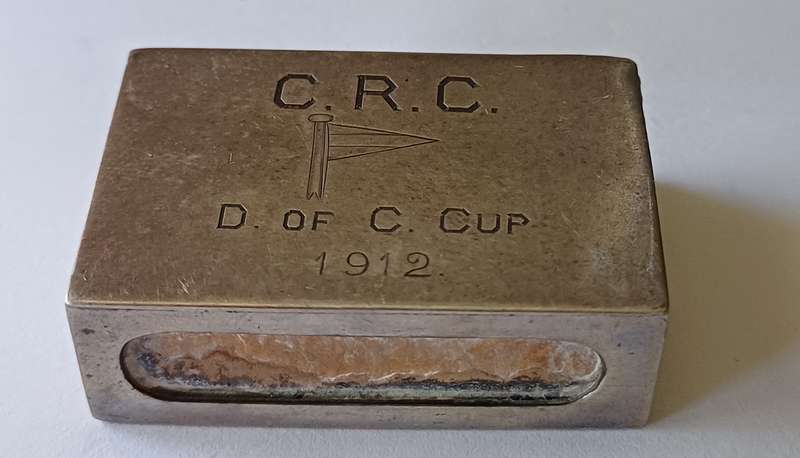 C. R. C.
D. OF C. CUP
1912.